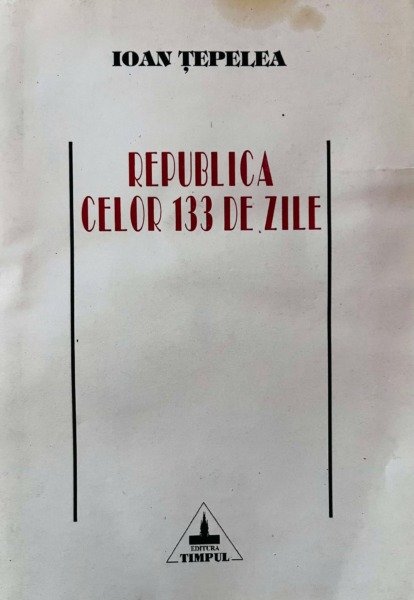 IOAN ȚEPELEA
REPUBLICA
CELOR 133 DE ZILE
EDITURA
TIMPUL